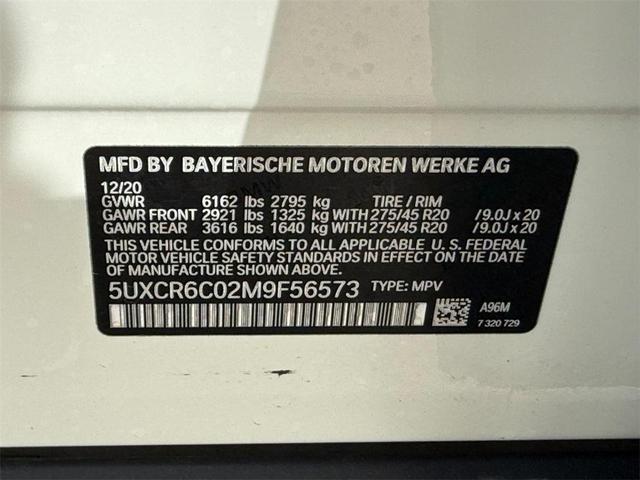 MFD BY BAYERISCHE MOTOREN WERKE AG
12/20
GVWR 6162 lbs 2795 kg TIRE / RIM
GAWR FRONT 2921 lbs 1325 kg WITH 275/45 R20 /9.0J x 20
GAWR REAR 3616 lbs 1640 kg WITH 275/45 R20 /9.0J x 20
THIS VEHICLE CONFORMS TO ALL APPLICABLE U. S. FEDERAL
MOTOR VEHICLE SAFETY STANDARDS IN EFFECT ON THE
DATE OF MANUFACTURE SHOWN ABOVE.
5UXCR6C02M9F56573 TYPE: MPV
A96M
7 320 729